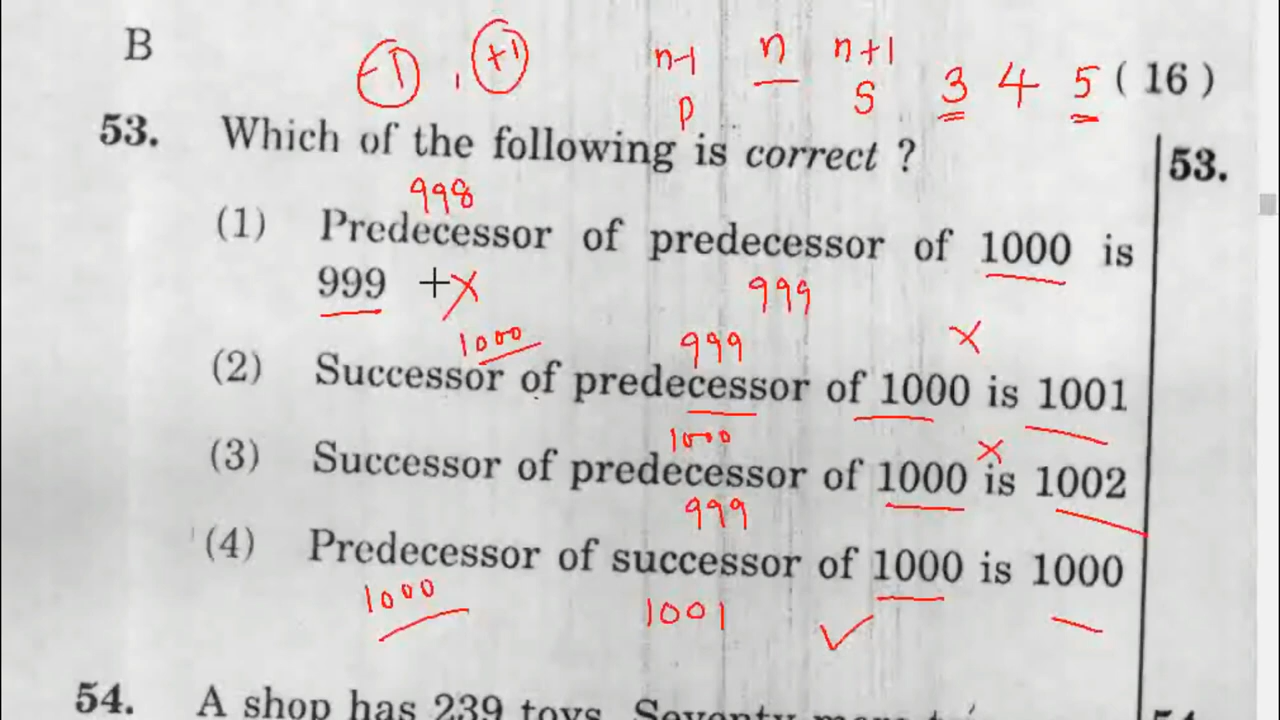 B
-1 , +1 n-1 n n+1 3 4 5 ( 16 )
p S
53. Which of the following is correct ? 53.
998
(1) Predecessor of predecessor of 1000 is
999 +x 999
1000 999 x
(2) Successor of predecessor of 1000 is 1001
1000 x
(3) Successor of predecessor of 1000 is 1002
999
(4) Predecessor of successor of 1000 is 1000
1000 1001 ✓
54. A shop has 239 toys. Seventy more